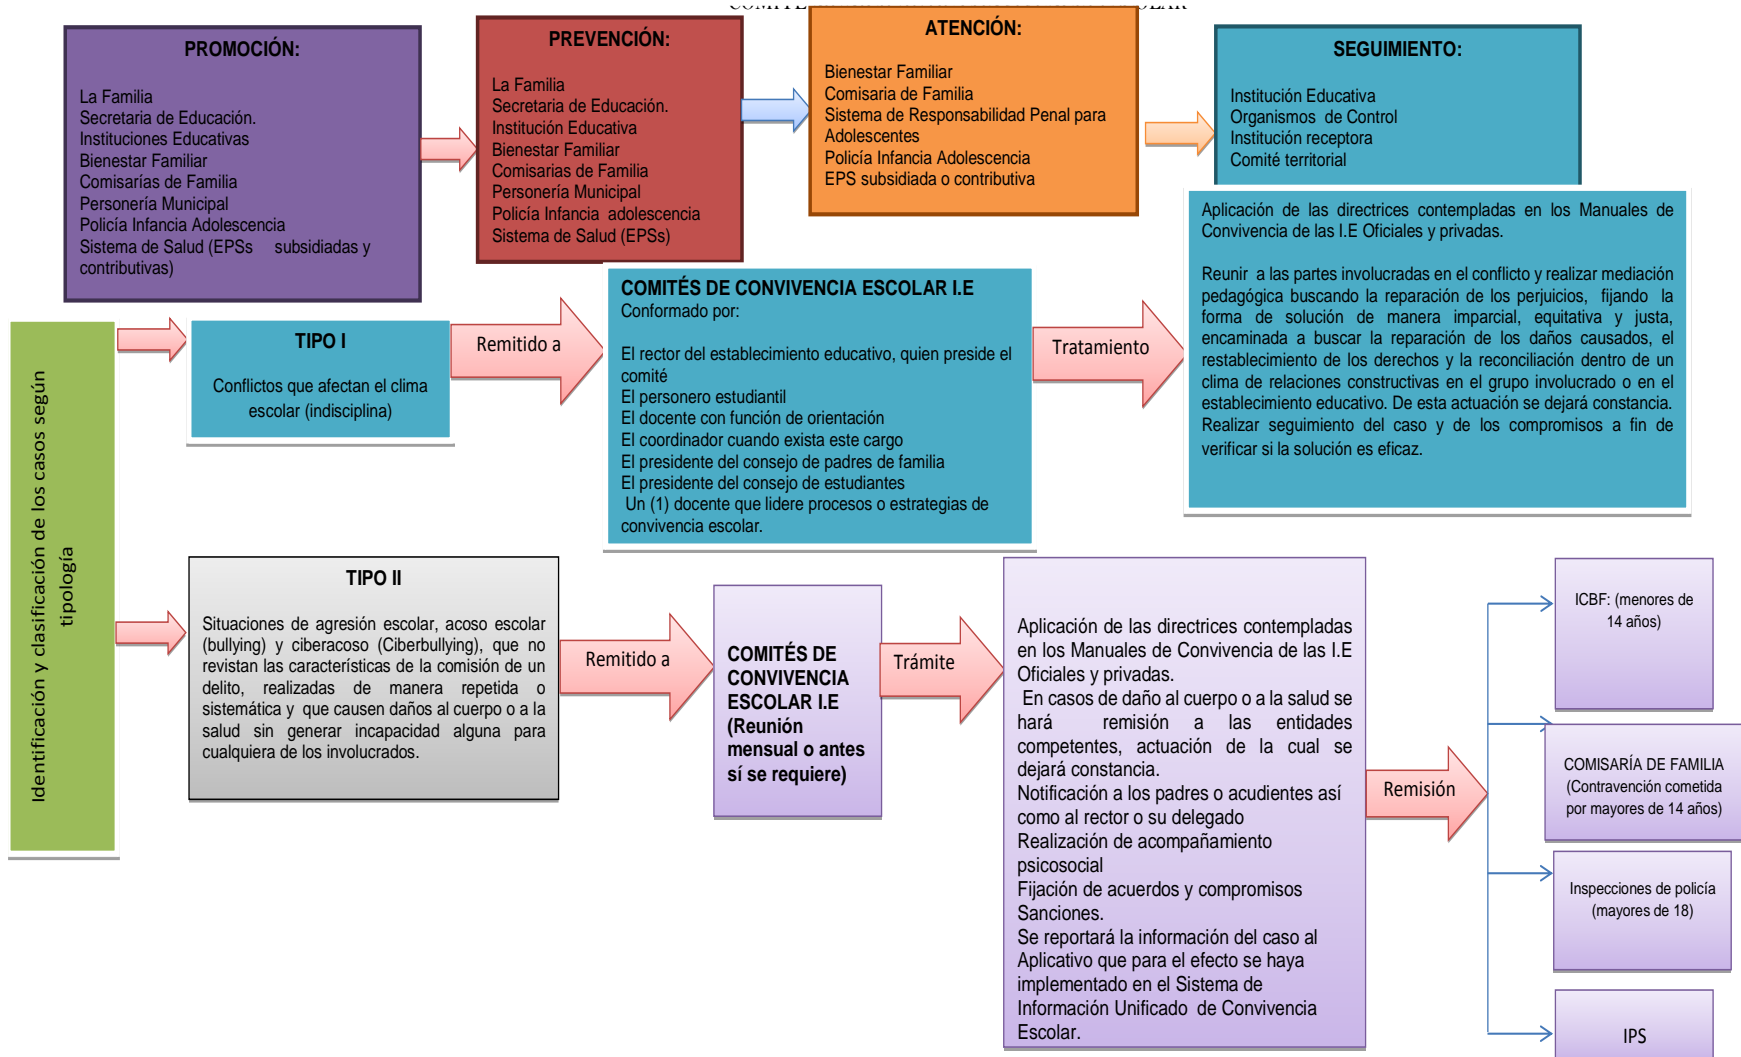 PROMOCIÓN:
La Familia
Secretaria de Educación.
Instituciones Educativas
Bienestar Familiar
Comisarías de Familia
Personería Municipal
Policía Infancia Adolescencia
Sistema de Salud (EPSs subsidiadas y
contributivas)
PREVENCIÓN:
La Familia
Secretaria de Educación.
Institución Educativa
Bienestar Familiar
Comisarias de Familia
Personería Municipal
Policía Infancia adolescencia
Sistema de Salud (EPSs)
ATENCIÓN:
Bienestar Familiar
Comisaria de Familia
Sistema de Responsabilidad Penal para
Adolescentes
Policía Infancia Adolescencia
EPS subsidiada o contributiva
SEGUIMIENTO:
Institución Educativa
Organismos de Control
Institución receptora
Comité territorial
Identificación y clasificación de los casos según
tipología
TIPO I
Conflictos que afectan el clima
escolar (indisciplina)
Remitido a
COMITÉS DE CONVIVENCIA ESCOLAR I.E
Conformado por:
El rector del establecimiento educativo, quien preside el
comité
El personero estudiantil
El docente con función de orientación
El coordinador cuando exista este cargo
El presidente del consejo de padres de familia
El presidente del consejo de estudiantes
Un (1) docente que lidere procesos o estrategias de
convivencia escolar.
Tratamiento
Aplicación de las directrices contempladas en los Manuales de
Convivencia de las I.E Oficiales y privadas.
Reunir a las partes involucradas en el conflicto y realizar mediación
pedagógica buscando la reparación de los perjuicios, fijando la
forma de solución de manera imparcial, equitativa y justa,
encaminada a buscar la reparación de los daños causados, el
restablecimiento de los derechos y la reconciliación dentro de un
clima de relaciones constructivas en el grupo involucrado o en el
establecimiento educativo. De esta actuación se dejará constancia.
Realizar seguimiento del caso y de los compromisos a fin de
verificar si la solución es eficaz.
TIPO II
Situaciones de agresión escolar, acoso escolar
(bullying) y ciberacoso (Ciberbullying), que no
revistan las características de la comisión de un
delito, realizadas de manera repetida o
sistemática y que causen daños al cuerpo o a la
salud sin generar incapacidad alguna para
cualquiera de los involucrados.
Remitido a
COMITÉS DE
CONVIVENCIA
ESCOLAR I.E
(Reunión
mensual o antes
sí se requiere)
Trámite
Aplicación de las directrices contempladas
en los Manuales de Convivencia de las I.E
Oficiales y privadas.
En casos de daño al cuerpo o a la salud se
hará remisión a las entidades
competentes, actuación de la cual se
dejará constancia.
Notificación a los padres o acudientes así
como al rector o su delegado
Realización de acompañamiento
psicosocial
Fijación de acuerdos y compromisos
Sanciones.
Se reportará la información del caso al
Aplicativo que para el efecto se haya
implementado en el Sistema de
Información Unificado de Convivencia
Escolar.
Remisión
ICBF: (menores de
14 años)
COMISARÍA DE FAMILIA
(Contravención cometida
por mayores de 14 años)
Inspecciones de policía
(mayores de 18)
IPS